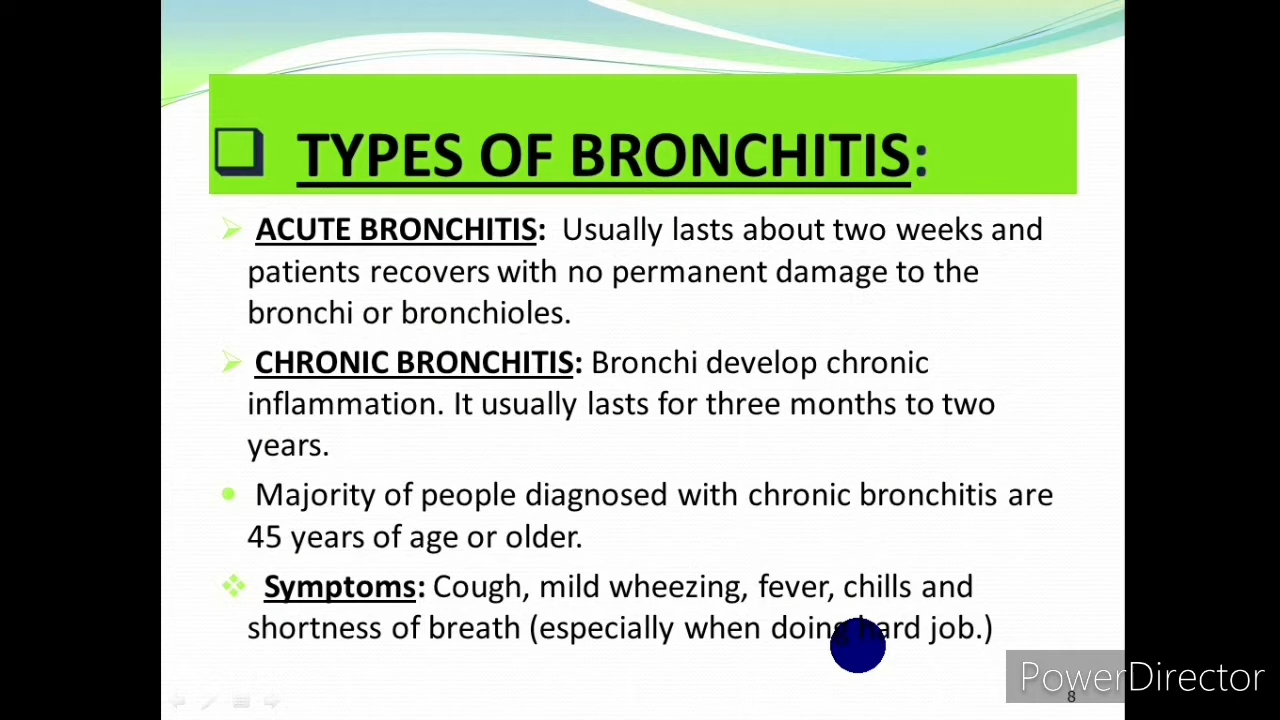 TYPES OF BRONCHITIS:
ACUTE BRONCHITIS: Usually lasts about two weeks and
patients recovers with no permanent damage to the
bronchi or bronchioles.
CHRONIC BRONCHITIS: Bronchi develop chronic
inflammation. It usually lasts for three months to two
years.
Majority of people diagnosed with chronic bronchitis are
45 years of age or older.
Symptoms: Cough, mild wheezing, fever, chills and
shortness of breath (especially when doing hard job.)
PowerDirector
8